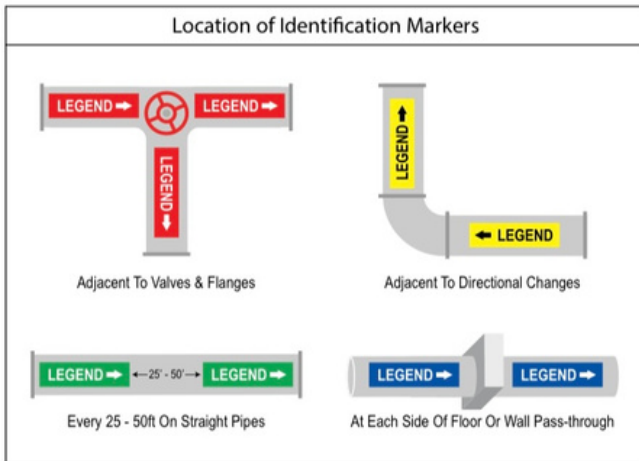 Location of Identification Markers
LEGEND
LEGEND
LEGEND
Adjacent To Valves & Flanges
LEGEND
LEGEND
Adjacent To Directional Changes
LEGEND
25' - 50'
LEGEND
Every 25 - 50ft On Straight Pipes
LEGEND
LEGEND
At Each Side Of Floor Or Wall Pass-through